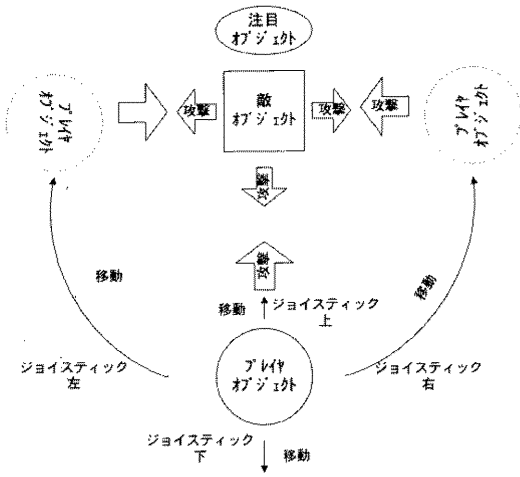 注目
オブジェクト
敵
オブジェクト
プレイヤ
オブジェクト
攻撃
攻撃
攻撃
プレイヤ
オブジェクト
攻撃
攻撃
移動
移動
移動
ジョイスティック
上
ジョイスティック
左
プレイヤ
オブジェクト
ジョイスティック
右
ジョイスティック
下
移動